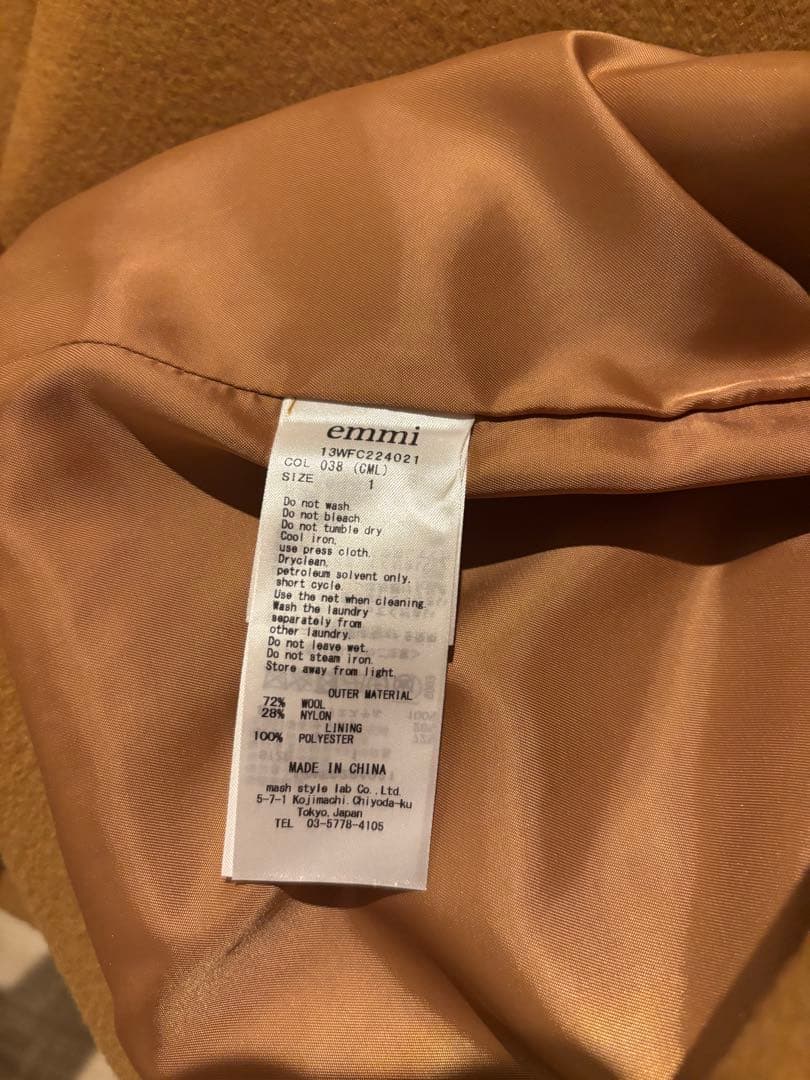 emmi
13WFC224021
COL 038 (CML)
SIZE 1
Do not wash.
Do not bleach.
Do not tumble dry
Cool iron,
use press cloth.
Dryclean,
petroleum solvent only,
short cycle.
Use the net when cleaning.
Wash the laundry
separately from
other laundry.
Do not leave wet.
Do not steam iron.
Store away from light.
OUTER MATERIAL
72% WOOL
28% NYLON
LINING
100% POLYESTER
MADE IN CHINA
mash style lab Co., Ltd.
5-7-1 Kojimachi, Chiyoda-ku
Tokyo, Japan
TEL 03-5778-4105